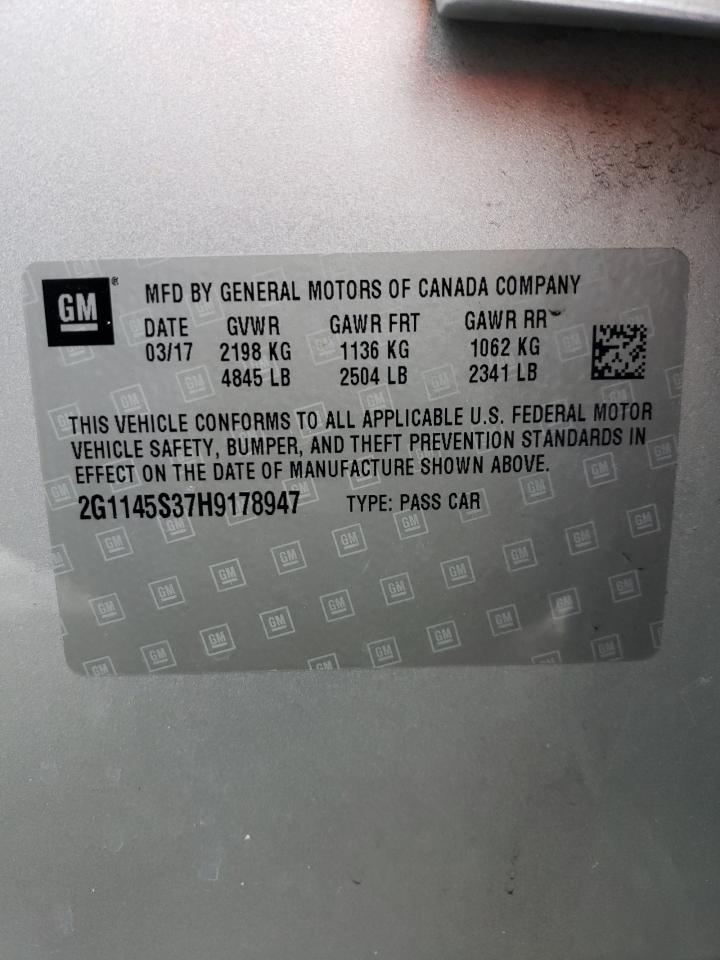 GM® MFD BY GENERAL MOTORS OF CANADA COMPANY
DATE GVWR GAWR FRT GAWR RR
03/17 2198 KG 1136 KG 1062 KG
4845 LB 2504 LB 2341 LB
THIS VEHICLE CONFORMS TO ALL APPLICABLE U.S. FEDERAL MOTOR
VEHICLE SAFETY, BUMPER, AND THEFT PREVENTION STANDARDS IN
EFFECT ON THE DATE OF MANUFACTURE SHOWN ABOVE.
2G1145S37H9178947 TYPE: PASS CAR